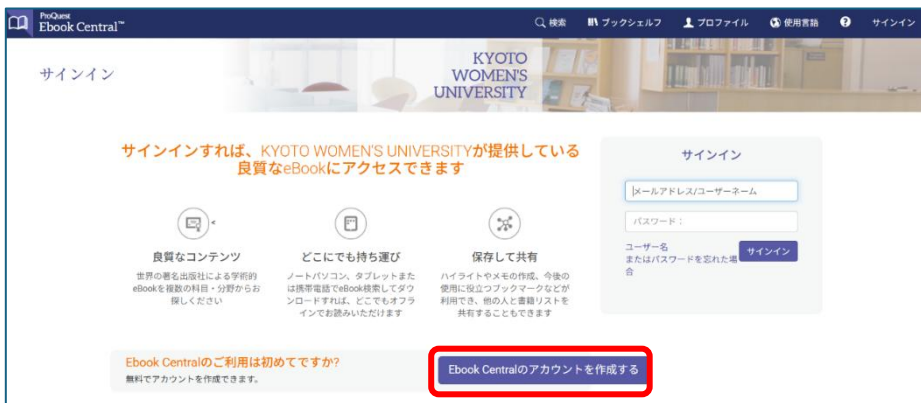 ProQuest
Ebook Central™
検索
ブックシェルフ
プロファイル
使用言語
?
サインイン
サインイン
KYOTO
WOMEN'S
UNIVERSITY
サインインすれば、KYOTO WOMEN'S UNIVERSITYが提供している
良質なeBookにアクセスできます
良質なコンテンツ
世界の著名出版社による学術的
eBookを複数の科目・分野からお
探しください
どこにでも持ち運び
ノートパソコン、タブレットまた
は携帯電話でeBook検索してダウ
ンロードすれば、どこでもオフラ
インでお読みいただけます
保存して共有
ハイライトやメモの作成、今後の
使用に役立つブックマークなどが
利用でき、他の人と書籍リストを
共有することもできます
サインイン
メールアドレス/ユーザーネーム
パスワード：
ユーザー名
またはパスワードを忘れた場
合
サインイン
Ebook Centralのご利用は初めてですか?
無料でアカウントを作成できます。
Ebook Centralのアカウントを作成する